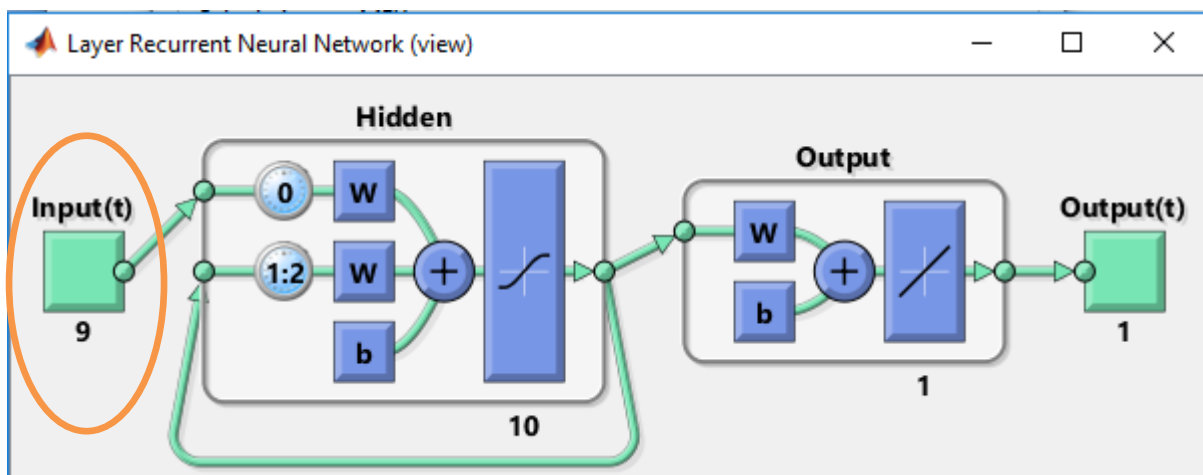 Layer Recurrent Neural Network (view)
Hidden
Output
Input(t)
Output(t)
0
W
W
1:2
W
+
+
b
b
9
1
1
10